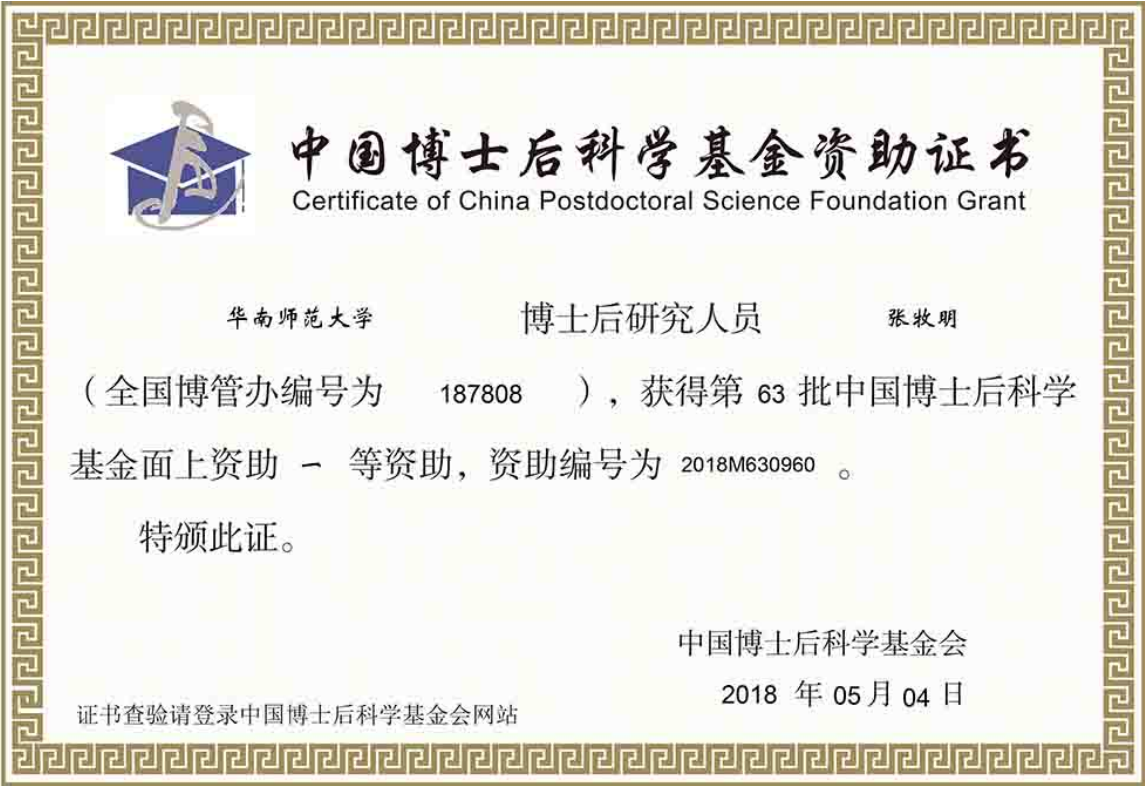 中国博士后科学基金资助证书
Certificate of China Postdoctoral Science Foundation Grant
华南师范大学 博士后研究人员 张牧明
（全国博管办编号为 187808 ），获得第 63 批中国博士后科学
基金面上资助 一 等资助，资助编号为 2018M630960 。
特颁此证。
中国博士后科学基金会
2018 年 05 月 04 日
证书查验请登录中国博士后科学基金会网站